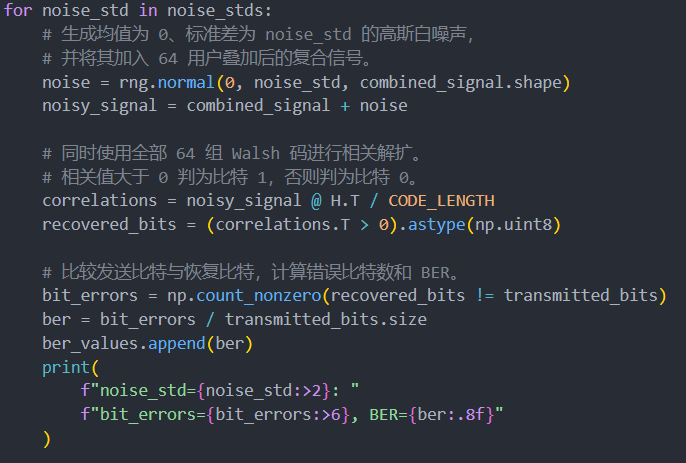 for noise_std in noise_stds:
    # 生成均值为 0、标准差为 noise_std 的高斯白噪声，
    # 并将其加入 64 用户叠加后的复合信号。
    noise = rng.normal(0, noise_std, combined_signal.shape)
    noisy_signal = combined_signal + noise

    # 同时使用全部 64 组 Walsh 码进行相关解扩。
    # 相关值大于 0 判为比特 1，否则判为比特 0。
    correlations = noisy_signal @ H.T / CODE_LENGTH
    recovered_bits = (correlations.T > 0).astype(np.uint8)

    # 比较发送比特与恢复比特，计算错误比特数和 BER。
    bit_errors = np.count_nonzero(recovered_bits != transmitted_bits)
    ber = bit_errors / transmitted_bits.size
    ber_values.append(ber)
    print(
        f"noise_std={noise_std:>2}: "
        f"bit_errors={bit_errors:>6}, BER={ber:.8f}"
    )